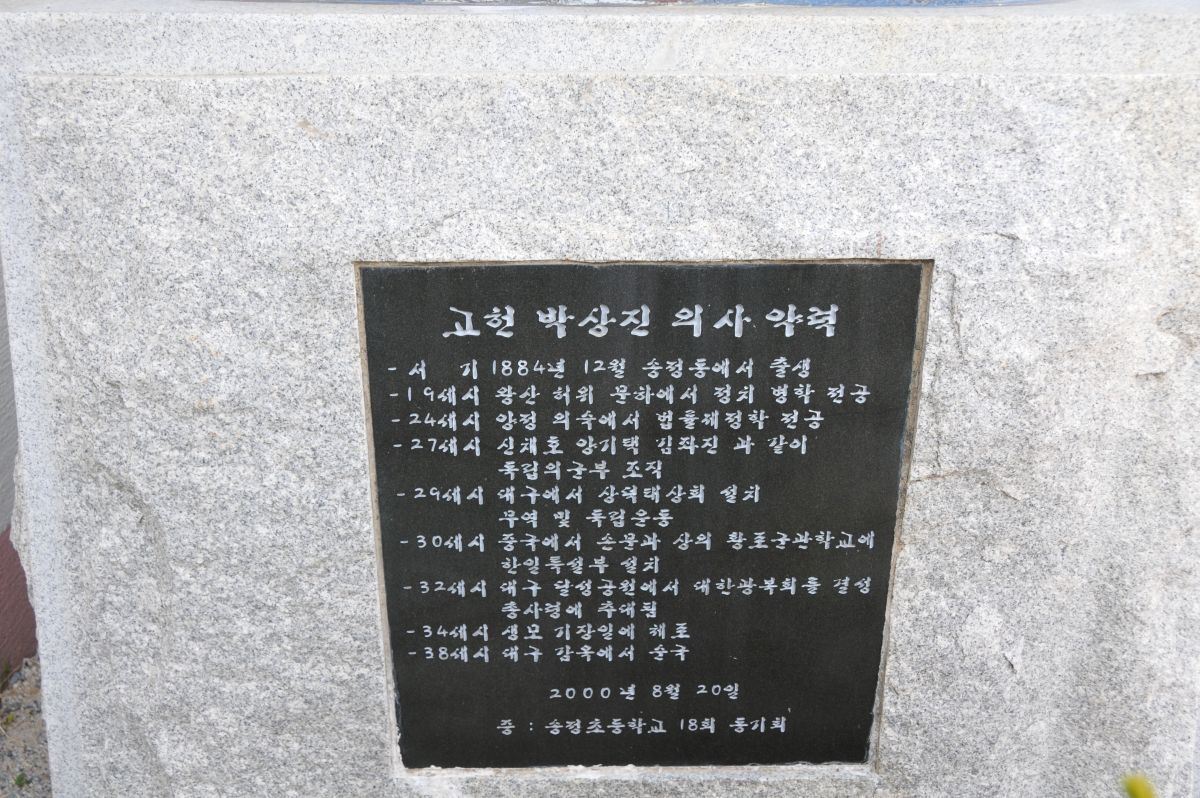 고헌 박상진 의사 약력
- 서 기 1884년 12월 송정동에서 출생
- 19세시 왕산 허위 문하에서 정치 병학 전공
- 24세시 양정 의숙에서 법률제정학 전공
- 27세시 신채호 양기택 김좌진 과 같이
독립의군부 조직
- 29세시 대구에서 상덕태상회 설치
무역 및 독립운동
- 30세시 중국에서 손문과 상의 황포군관학교에
한일특설부 설치
- 32세시 대구 달성공원에서 대한광복회를 결성
총사령에 추대됨
- 34세시 생모 기장일에 체포
- 38세시 대구 감옥에서 순국
2000년 8월 20일
증 : 송정초등학교 18회 동기회